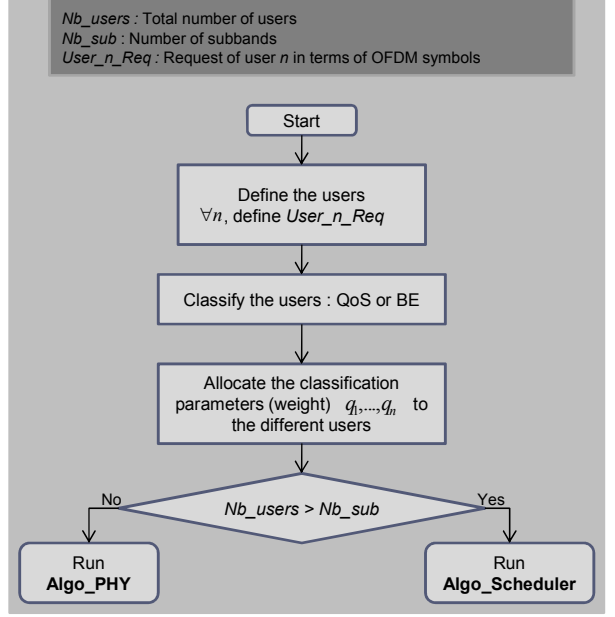 Nb_users : Total number of users
Nb_sub : Number of subbands
User_n_Req : Request of user n in terms of OFDM symbols
Start
Define the users
∀n, define User_n_Req
Classify the users : QoS or BE
Allocate the classification
parameters (weight) q₁,...,qₙ to
the different users
Nb_users > Nb_sub
No
Yes
Run
Algo_PHY
Run
Algo_Scheduler